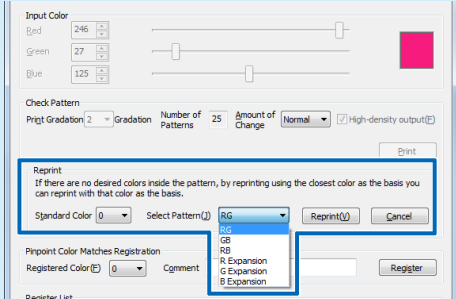 Input Color
Red 246
Green 27
Blue 125
Check Pattern
Print Gradation 2 Gradation Number of Patterns 25 Amount of Change Normal High-density output(F)
Print
Reprint
If there are no desired colors inside the pattern, by reprinting using the closest color as the basis you
can reprint with that color as the basis.
Standard Color 0 Select Pattern(J) RG Reprint(V) Cancel
RG
GB
RB
R Expansion
G Expansion
B Expansion
Pinpoint Color Matches Registration
Registered Color(F) 0 Comment Register
Register List